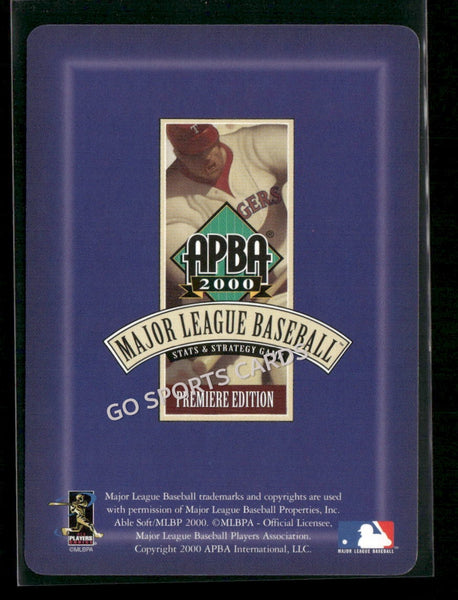 T
GERS
APBA®
2000
MAJOR LEAGUE BASEBALL™
STATS & STRATEGY GAME
GO SPORTS CARDS
PREMIERE EDITION
Major League Baseball trademarks and copyrights are used
with permission of Major League Baseball Properties, Inc.
Able Soft/MLBP 2000. ©MLBPA - Official Licensee,
Major League Baseball Players Association.
Copyright 2000 APBA International, LLC.
PLAYERS
CHOICE
©MLBPA
MAJOR LEAGUE BASEBALL